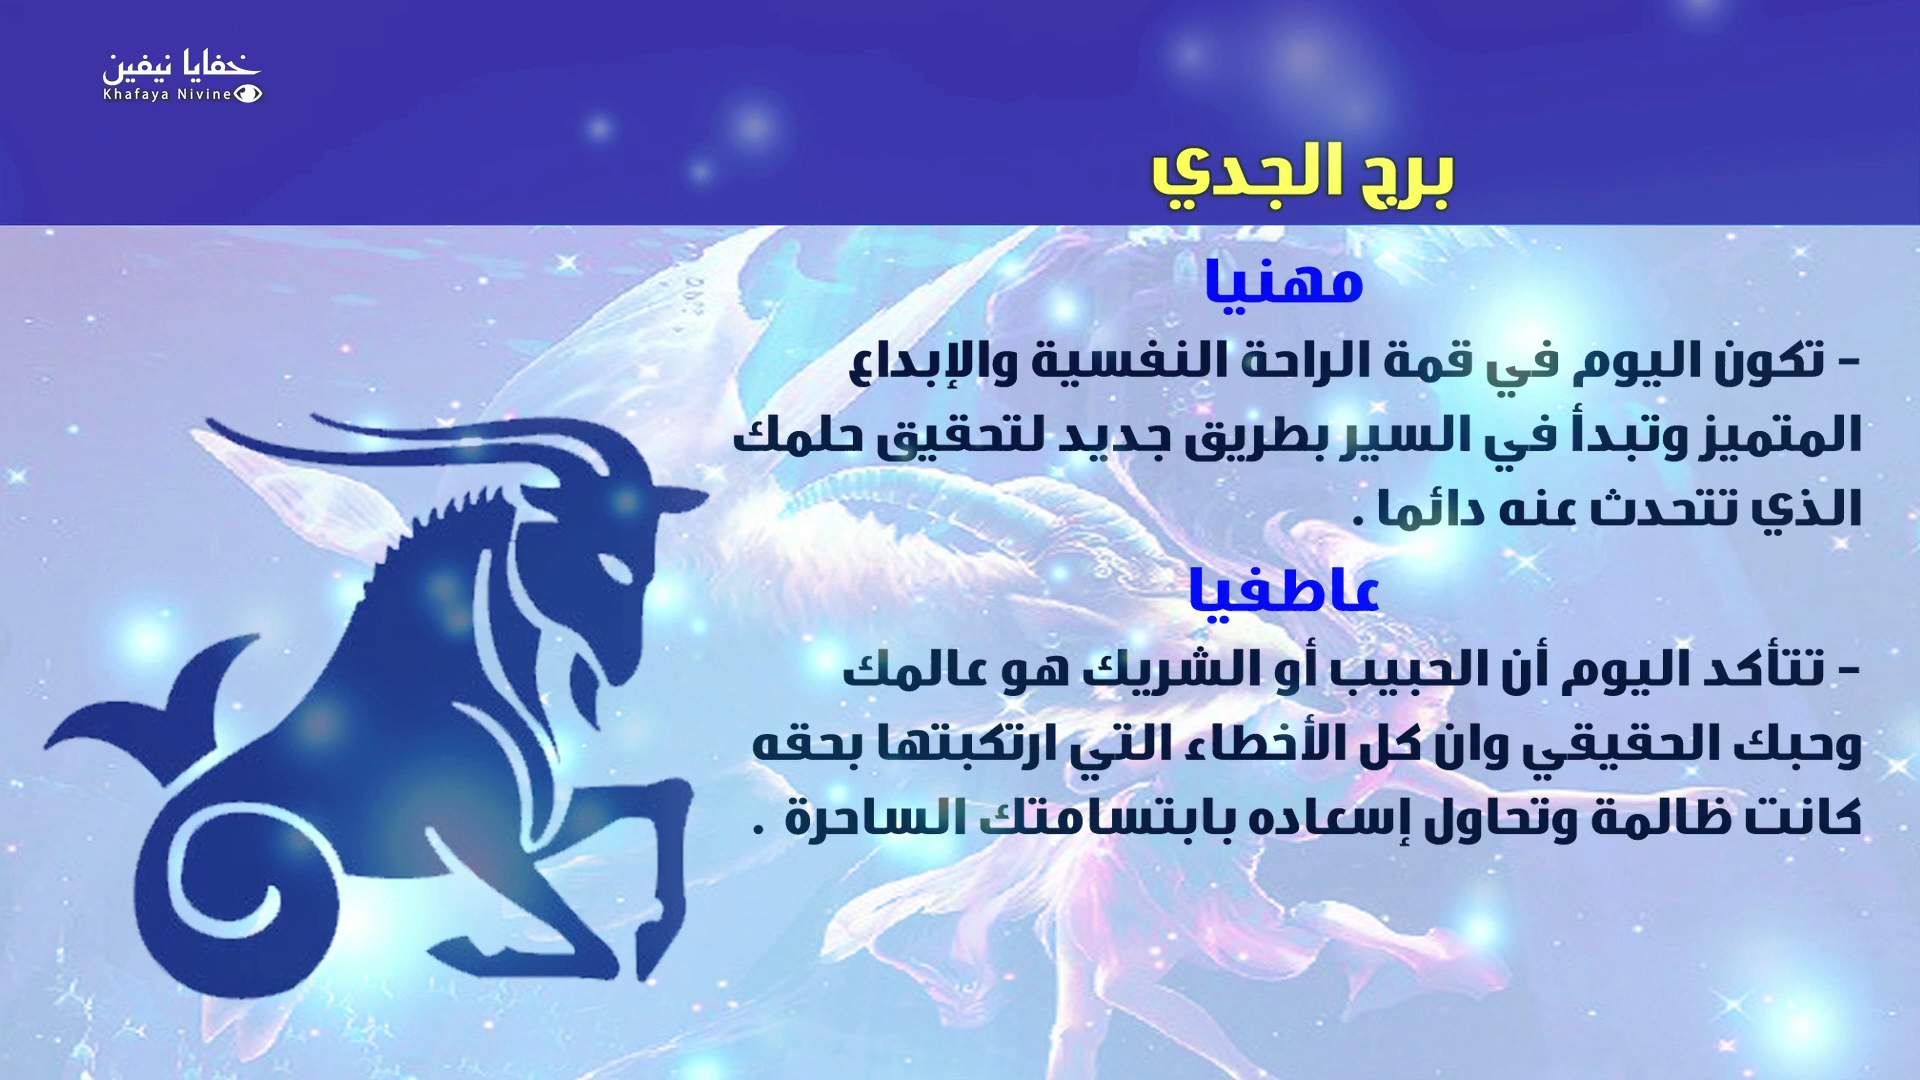 خفايا نيفين
Khafaya Nivine
برج الجدي
مهنيا
- تكون اليوم في قمة الراحة النفسية والإبداع
المتميز وتبدأ في السير بطريق جديد لتحقيق حلمك
الذي تتحدث عنه دائما .
عاطفيا
- تتأكد اليوم أن الحبيب أو الشريك هو عالمك
وحبك الحقيقي وان كل الأخطاء التي ارتكبتها بحقه
كانت ظالمة وتحاول إسعاده بابتسامتك الساحرة .